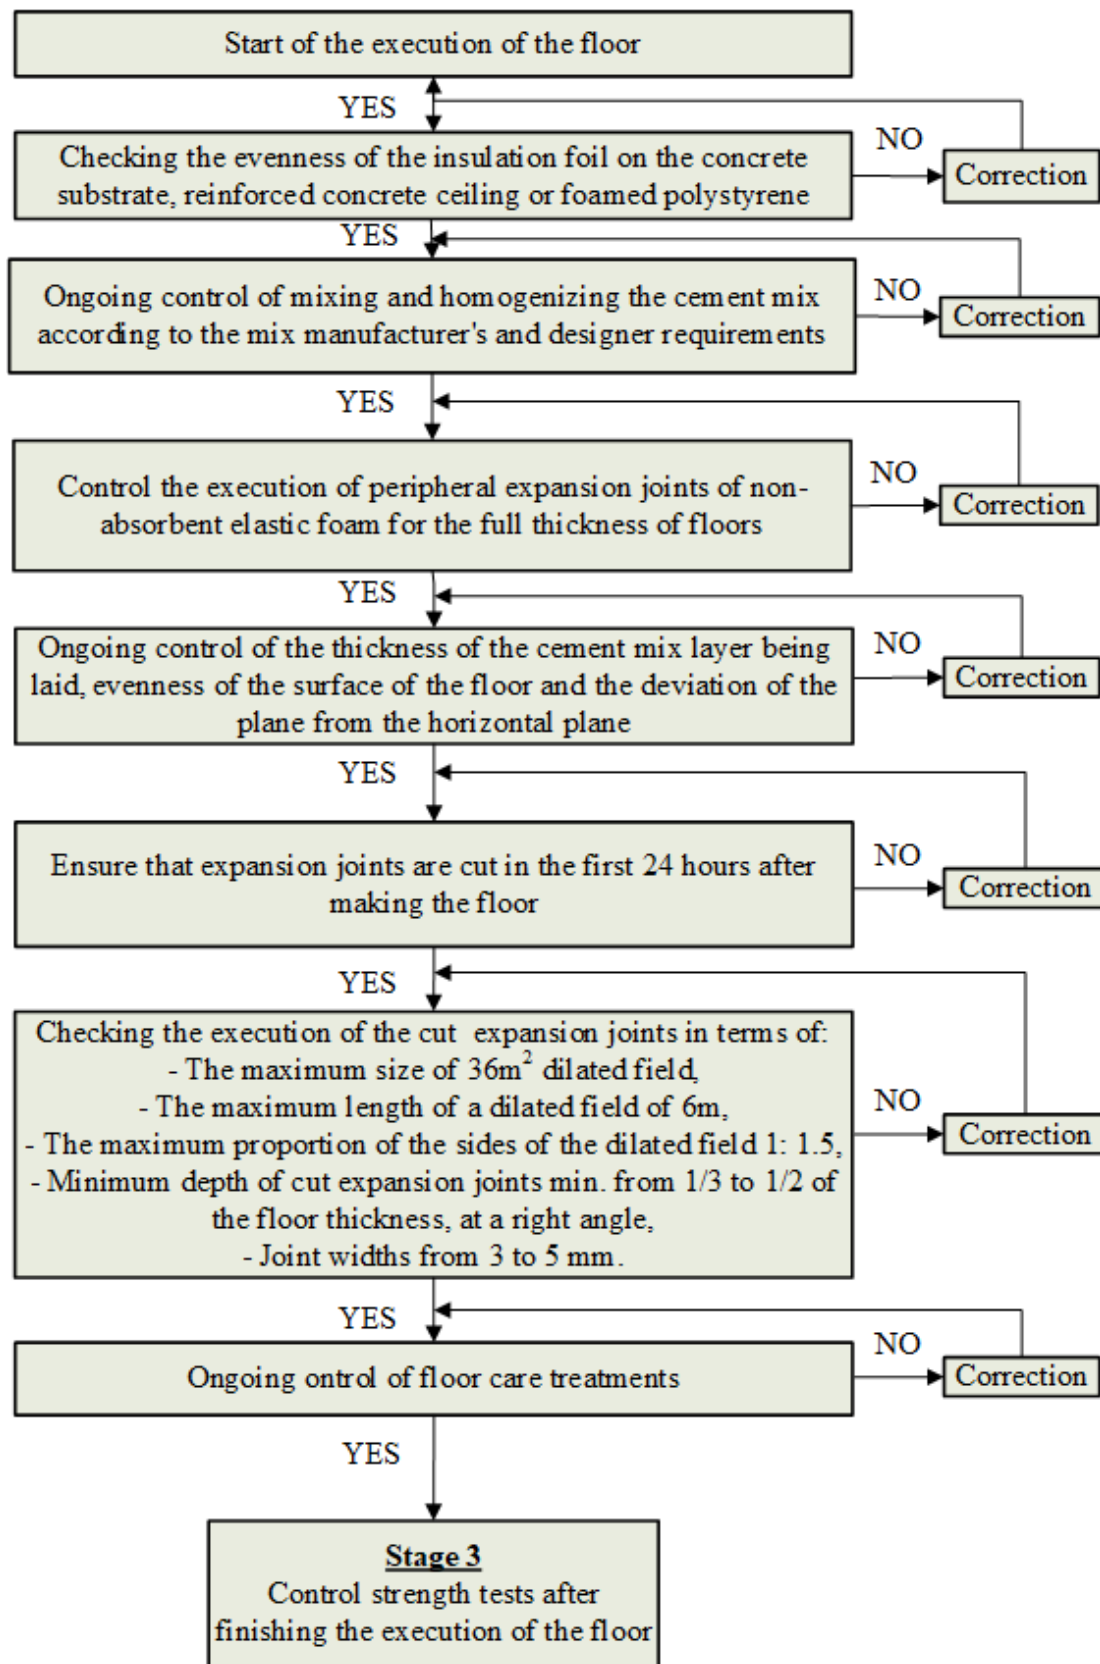 Start of the execution of the floor
YES
Checking the evenness of the insulation foil on the concrete
substrate, reinforced concrete ceiling or foamed polystyrene
NO
Correction
YES
Ongoing control of mixing and homogenizing the cement mix
according to the mix manufacturer's and designer requirements
NO
Correction
YES
Control the execution of peripheral expansion joints of non-
absorbent elastic foam for the full thickness of floors
NO
Correction
YES
Ongoing control of the thickness of the cement mix layer being
laid, evenness of the surface of the floor and the deviation of the
plane from the horizontal plane
NO
Correction
YES
Ensure that expansion joints are cut in the first 24 hours after
making the floor
NO
Correction
YES
Checking the execution of the cut expansion joints in terms of:
- The maximum size of 36m² dilated field,
- The maximum length of a dilated field of 6m,
- The maximum proportion of the sides of the dilated field 1: 1.5,
- Minimum depth of cut expansion joints min. from 1/3 to 1/2 of
the floor thickness, at a right angle,
- Joint widths from 3 to 5 mm.
NO
Correction
YES
Ongoing ontrol of floor care treatments
NO
Correction
YES
Stage 3
Control strength tests after
finishing the execution of the floor